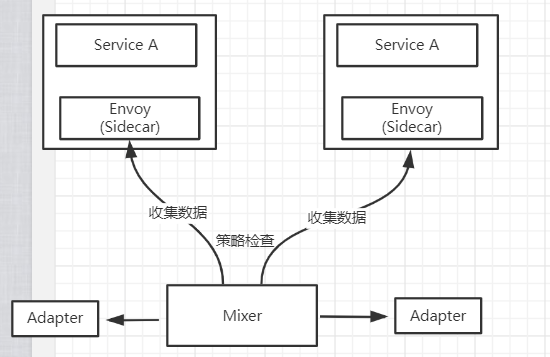 Service A
Service A
Envoy
(Sidecar)
Envoy
(Sidecar)
收集数据
收集数据
策略检查
Adapter
Mixer
Adapter